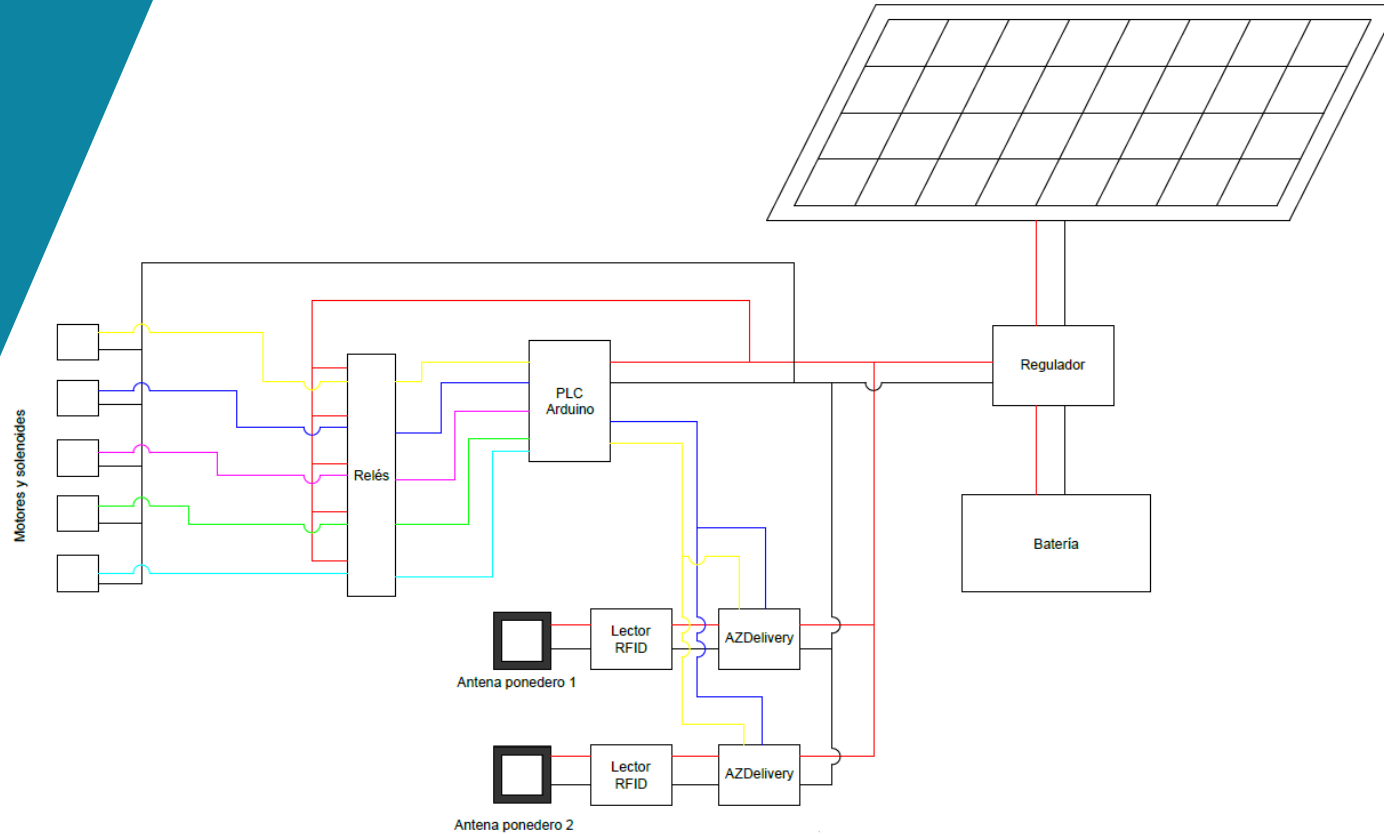 Regulador
PLC
Arduino
Motores y solenoides
Relés
Batería
Lector
RFID
AZDelivery
Antena ponedero 1
Lector
RFID
AZDelivery
Antena ponedero 2